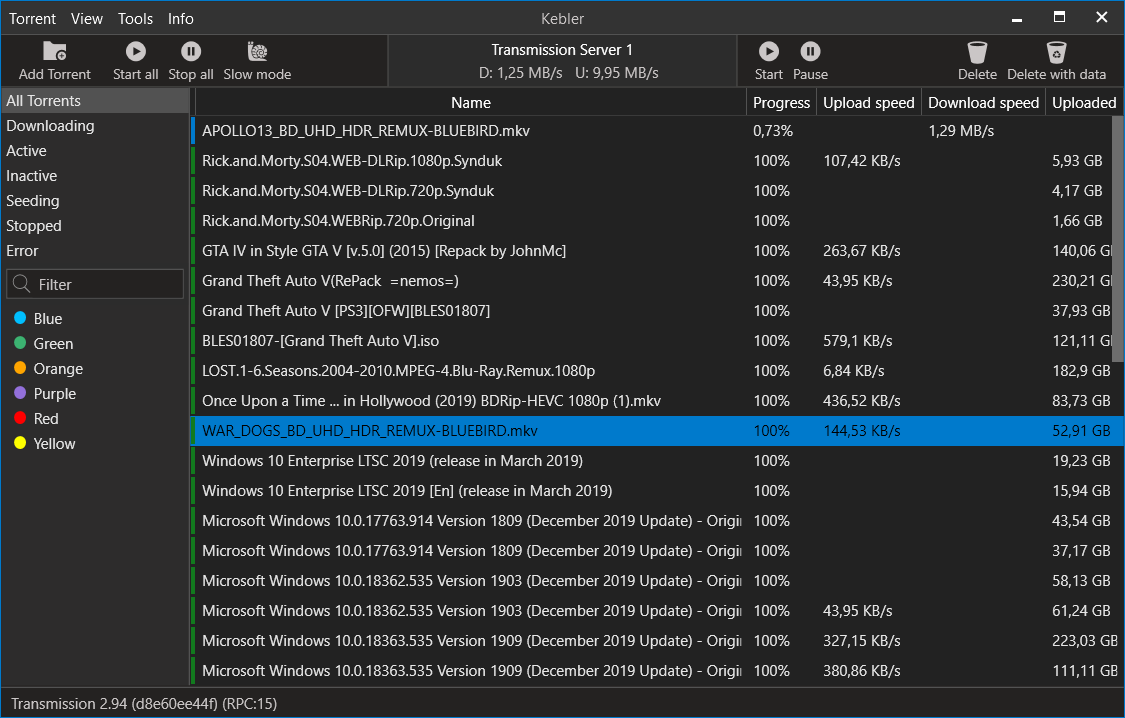 Torrent View Tools Info Kebler
Add Torrent Start all Stop all Slow mode
Transmission Server 1
D: 1,25 MB/s U: 9,95 MB/s
Start Pause Delete Delete with data
All Torrents
Downloading
Active
Inactive
Seeding
Stopped
Error
Filter
Blue
Green
Orange
Purple
Red
Yellow
Name Progress Upload speed Download speed Uploaded
APOLLO13_BD_UHD_HDR_REMUX-BLUEBIRD.mkv 0,73% 1,29 MB/s
Rick.and.Morty.S04.WEB-DLRip.1080p.Synduk 100% 107,42 KB/s 5,93 GB
Rick.and.Morty.S04.WEB-DLRip.720p.Synduk 100% 4,17 GB
Rick.and.Morty.S04.WEBRip.720p.Original 100% 1,66 GB
GTA IV in Style GTA V [v.5.0] (2015) [Repack by JohnMc] 100% 263,67 KB/s 140,06 G
Grand Theft Auto V(RePack =nemos=) 100% 43,95 KB/s 230,21 G
Grand Theft Auto V [PS3][OFW][BLES01807] 100% 37,93 GB
BLES01807-[Grand Theft Auto V].iso 100% 579,1 KB/s 121,11 G
LOST.1-6.Seasons.2004-2010.MPEG-4.Blu-Ray.Remux.1080p 100% 6,84 KB/s 182,9 GB
Once Upon a Time ... in Hollywood (2019) BDRip-HEVC 1080p (1).mkv 100% 436,52 KB/s 83,73 GB
WAR_DOGS_BD_UHD_HDR_REMUX-BLUEBIRD.mkv 100% 144,53 KB/s 52,91 GB
Windows 10 Enterprise LTSC 2019 (release in March 2019) 100% 19,23 GB
Windows 10 Enterprise LTSC 2019 [En] (release in March 2019) 100% 15,94 GB
Microsoft Windows 10.0.17763.914 Version 1809 (December 2019 Update) - Origi 100% 43,54 GB
Microsoft Windows 10.0.17763.914 Version 1809 (December 2019 Update) - Origi 100% 37,17 GB
Microsoft Windows 10.0.18362.535 Version 1903 (December 2019 Update) - Origi 100% 58,13 GB
Microsoft Windows 10.0.18362.535 Version 1903 (December 2019 Update) - Origi 100% 43,95 KB/s 61,24 GB
Microsoft Windows 10.0.18363.535 Version 1909 (December 2019 Update) - Origi 100% 327,15 KB/s 223,03 GB
Microsoft Windows 10.0.18363.535 Version 1909 (December 2019 Update) - Origi 100% 380,86 KB/s 111,11 GB
Transmission 2.94 (d8e60ee44f) (RPC:15)